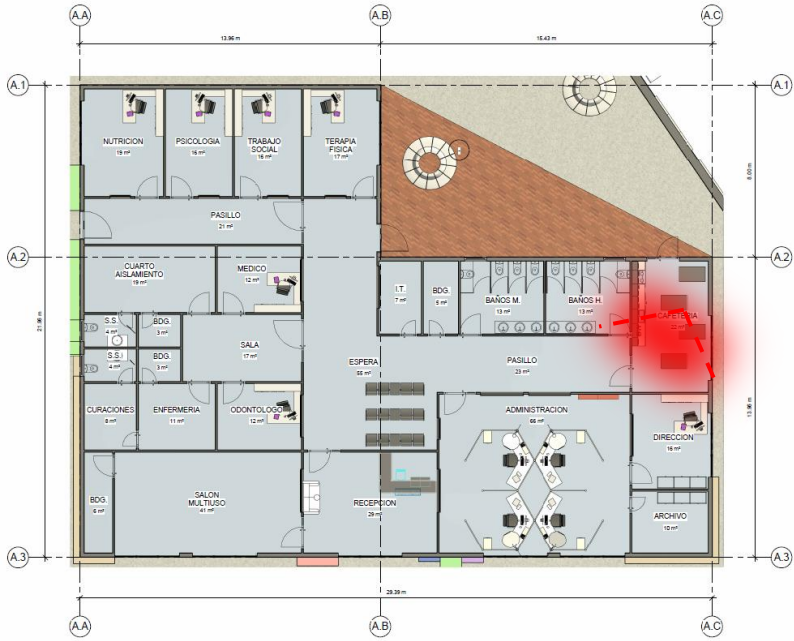 A.A
A.B
A.C
13.96 m
15.43 m
A.1
A.1
NUTRICION
19 m²
PSICOLOGIA
16 m²
TRABAJO
SOCIAL
16 m²
TERAPIA
FISICA
17 m²
8.00 m
PASILLO
21 m²
A.2
A.2
CUARTO
AISLAMIENTO
19 m²
MEDICO
12 m²
I.T.
7 m²
BDG.
5 m²
BAÑOS M.
13 m²
BAÑOS H.
13 m²
CAFETERIA
21.96 m
S.S.
4 m²
BDG.
3 m²
SALA
17 m²
S.S.
4 m²
BDG.
3 m²
ESPERA
55 m²
PASILLO
23 m²
13.96 m
CURACIONES
8 m²
ENFERMERIA
11 m²
ODONTOLOGO
12 m²
ADMINISTRACION
66 m²
DIRECCION
16 m²
BDG.
6 m²
SALON
MULTIUSO
41 m²
RECEPCION
29 m²
ARCHIVO
10 m²
A.3
A.3
29.39 m
A.A
A.B
A.C